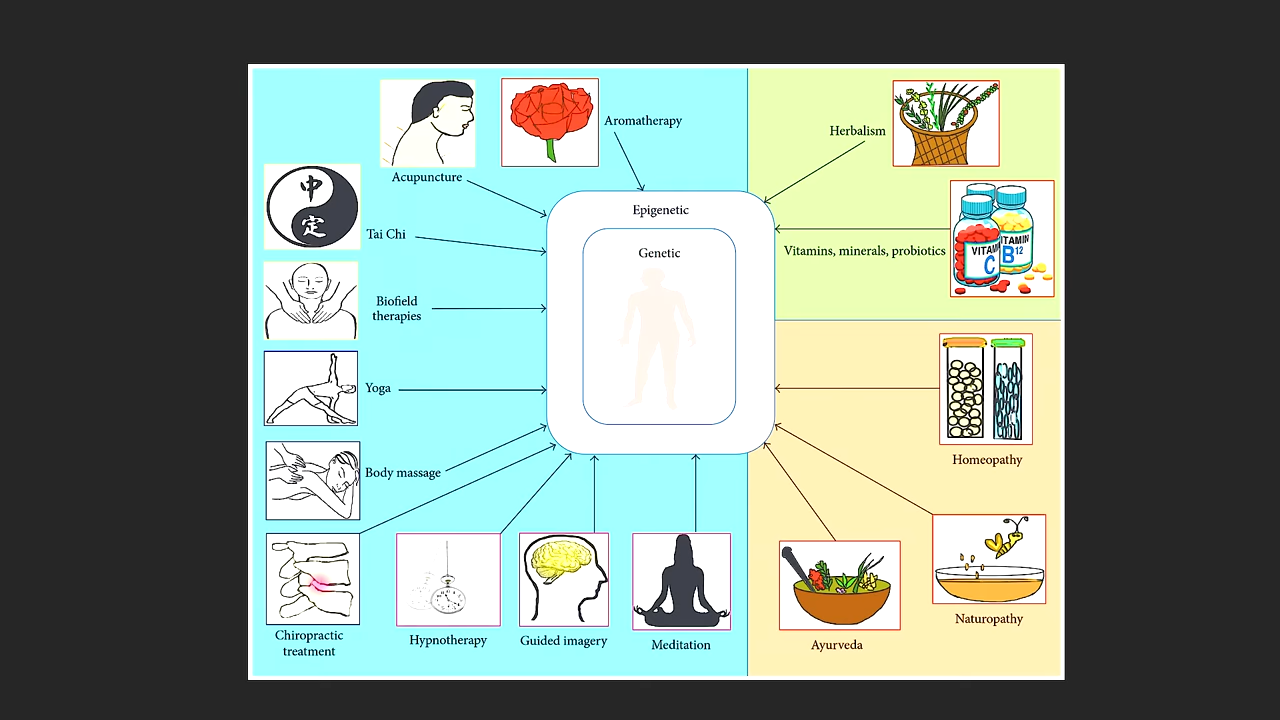 Aromatherapy
Acupuncture
Herbalism
中
定
Tai Chi
Epigenetic
Genetic
Vitamins, minerals, probiotics
VITAMIN
C
VITAMIN
B12
Biofield
therapies
Yoga
Body massage
Homeopathy
Chiropractic
treatment
Hypnotherapy
Guided imagery
Meditation
Ayurveda
Naturopathy